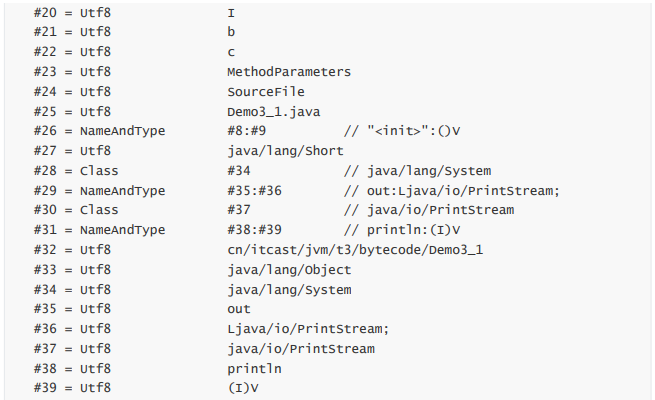 #20 = Utf8               I
#21 = Utf8               b
#22 = Utf8               c
#23 = Utf8               MethodParameters
#24 = Utf8               SourceFile
#25 = Utf8               Demo3_1.java
#26 = NameAndType        #8:#9          // "<init>":()V
#27 = Utf8               java/lang/Short
#28 = Class              #34            // java/lang/System
#29 = NameAndType        #35:#36        // out:Ljava/io/PrintStream;
#30 = Class              #37            // java/io/PrintStream
#31 = NameAndType        #38:#39        // println:(I)V
#32 = Utf8               cn/itcast/jvm/t3/bytecode/Demo3_1
#33 = Utf8               java/lang/Object
#34 = Utf8               java/lang/System
#35 = Utf8               out
#36 = Utf8               Ljava/io/PrintStream;
#37 = Utf8               java/io/PrintStream
#38 = Utf8               println
#39 = Utf8               (I)V